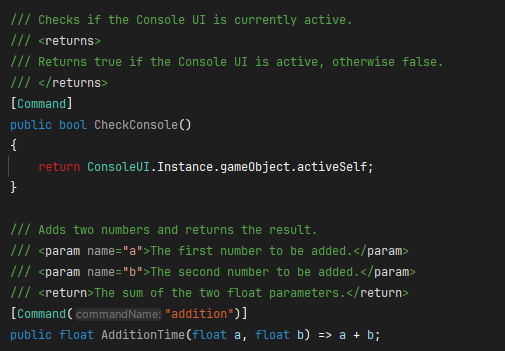 /// Checks if the Console UI is currently active.
/// <returns>
/// Returns true if the Console UI is active, otherwise false.
/// </returns>
[Command]
public bool CheckConsole()
{
    return ConsoleUI.Instance.gameObject.activeSelf;
}

/// Adds two numbers and returns the result.
/// <param name="a">The first number to be added.</param>
/// <param name="b">The second number to be added.</param>
/// <return>The sum of the two float parameters.</return>
[Command(commandName:"addition")]
public float AdditionTime(float a, float b) => a + b;